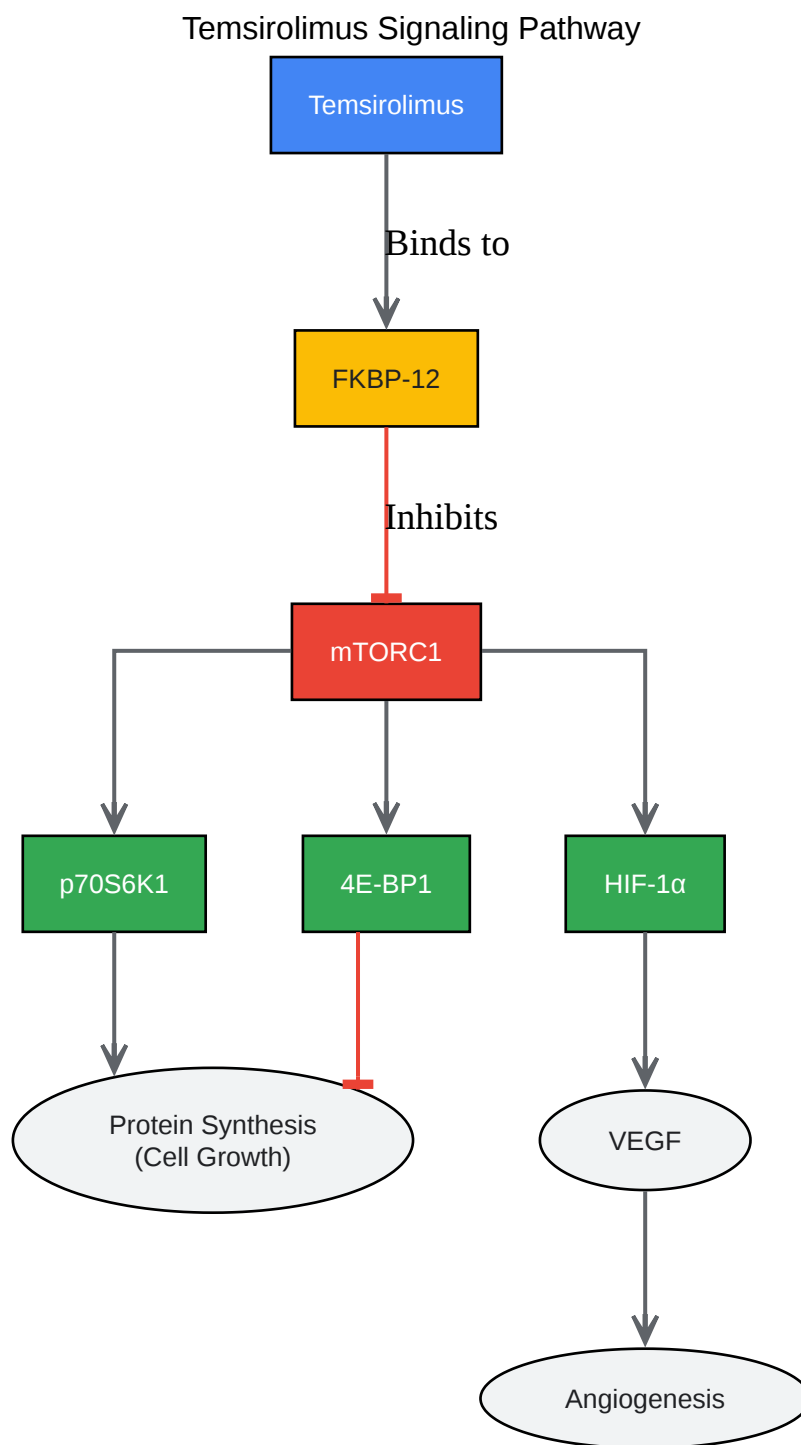 Temsirolimus Signaling Pathway
Temsirolimus
Binds to
FKBP-12
Inhibits
mTORC1
p70S6K1
4E-BP1
HIF-1α
Protein Synthesis
(Cell Growth)
VEGF
Angiogenesis